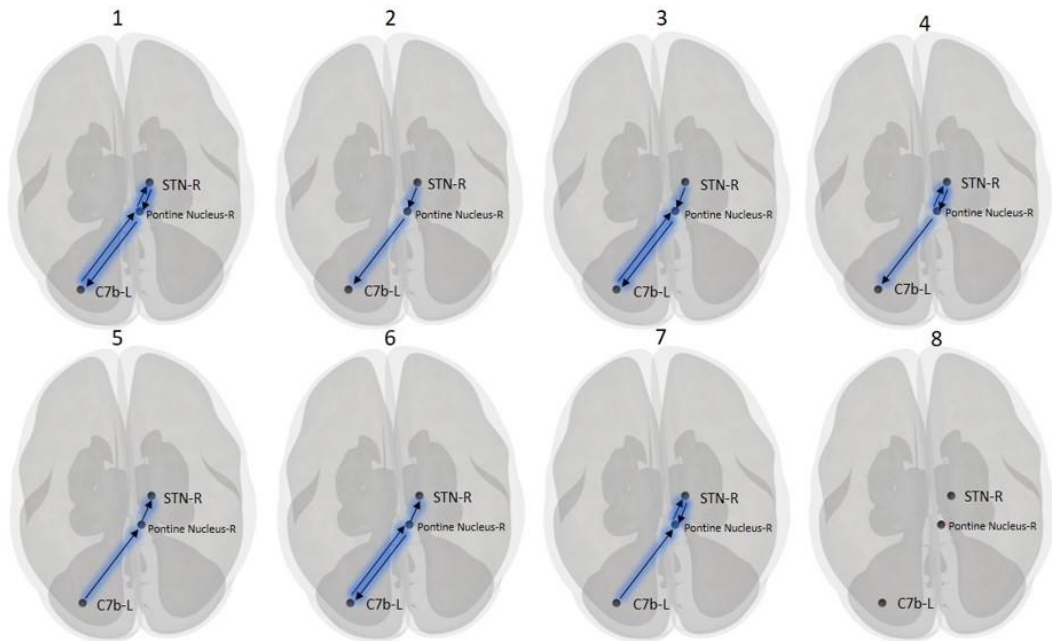 1 2 3 4
STN-R STN-R STN-R STN-R
Pontine Nucleus-R Pontine Nucleus-R Pontine Nucleus-R Pontine Nucleus-R
C7b-L C7b-L C7b-L C7b-L
5 6 7 8
STN-R STN-R STN-R STN-R
Pontine Nucleus-R Pontine Nucleus-R Pontine Nucleus-R Pontine Nucleus-R
C7b-L C7b-L C7b-L C7b-L